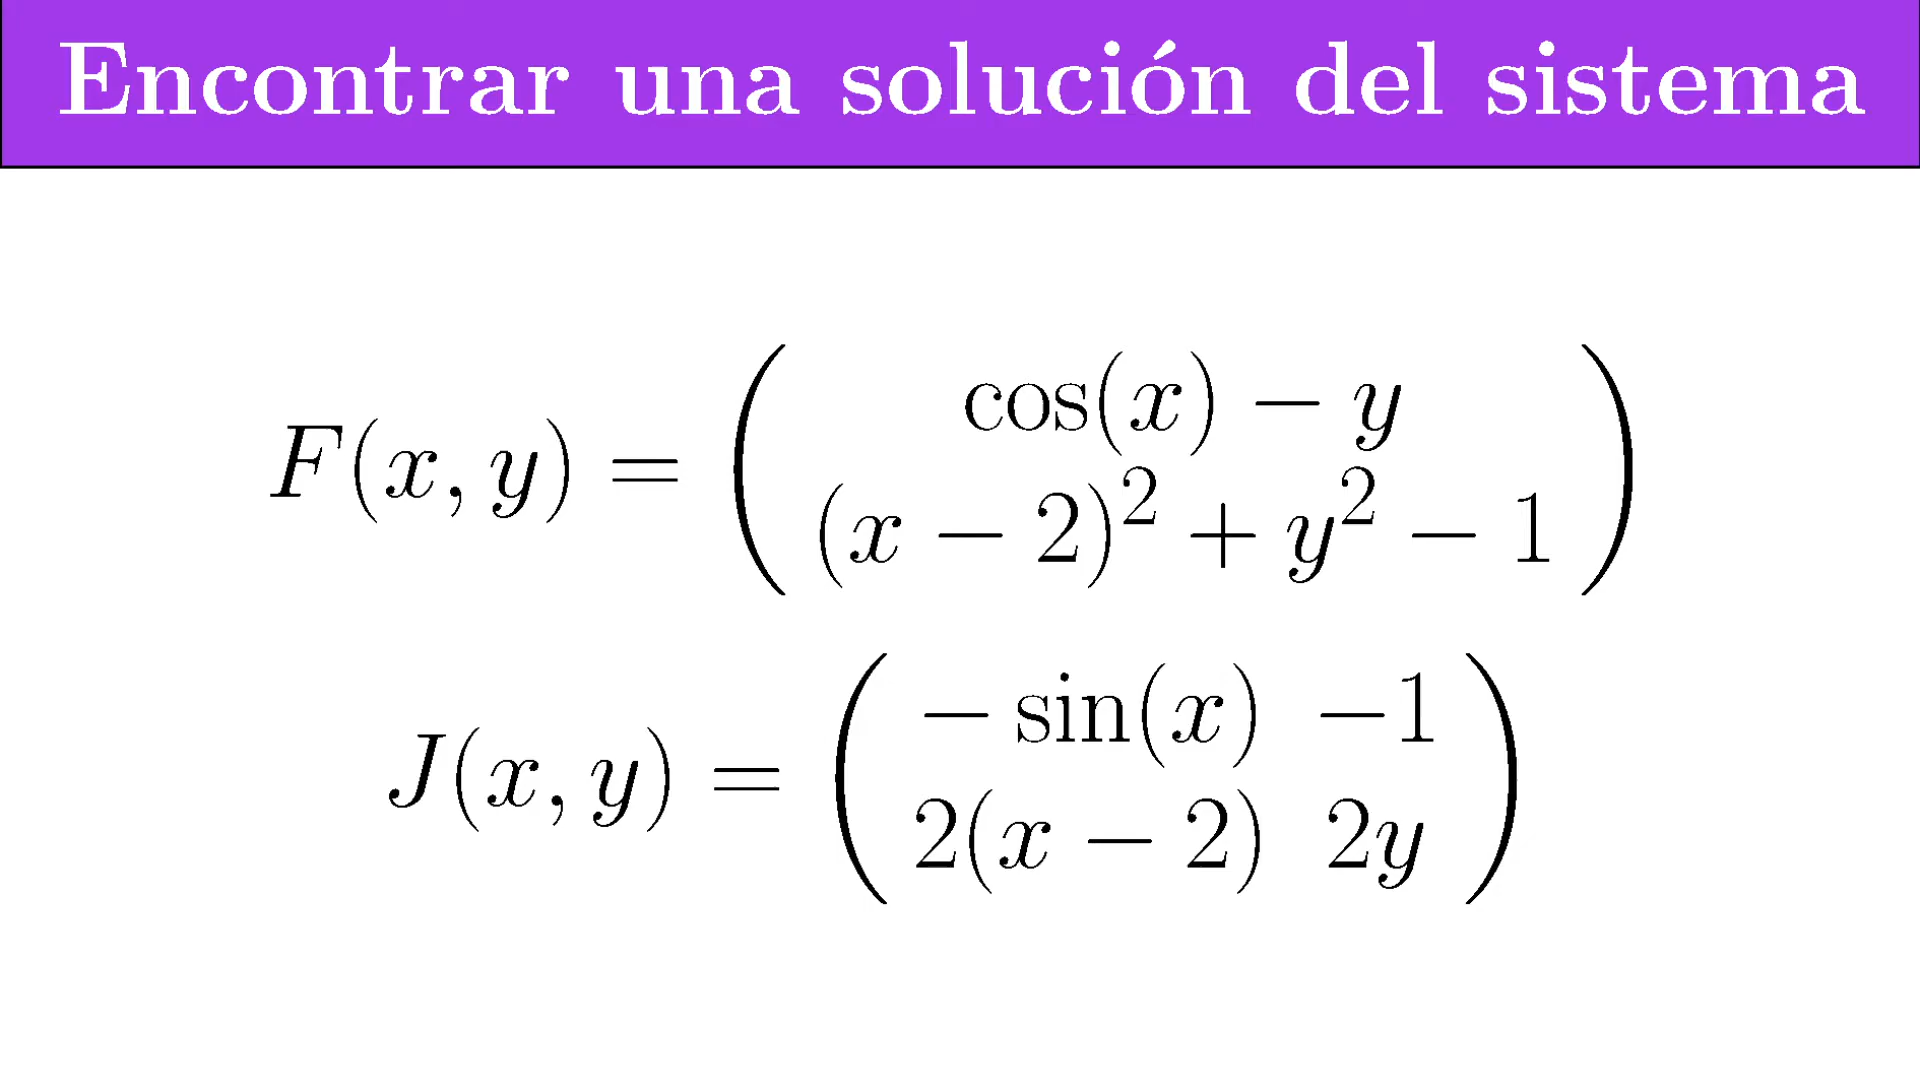 Encontrar una solución del sistema
F(x, y) = ( cos(x) − y
(x − 2)² + y² − 1 )
J(x, y) = ( − sin(x) −1
2(x − 2) 2y )